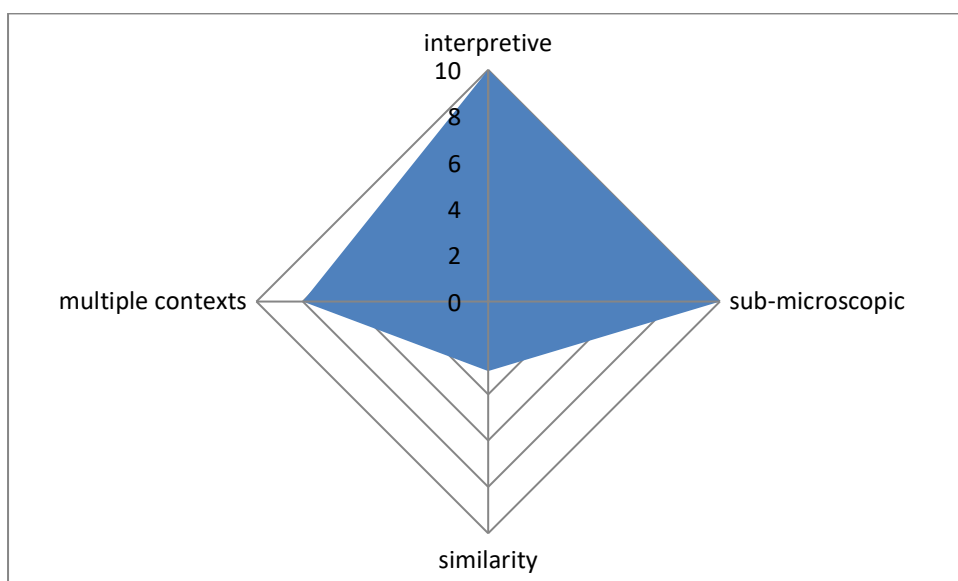 interpretive
10
8
6
4
2
multiple contexts
0
sub-microscopic
similarity